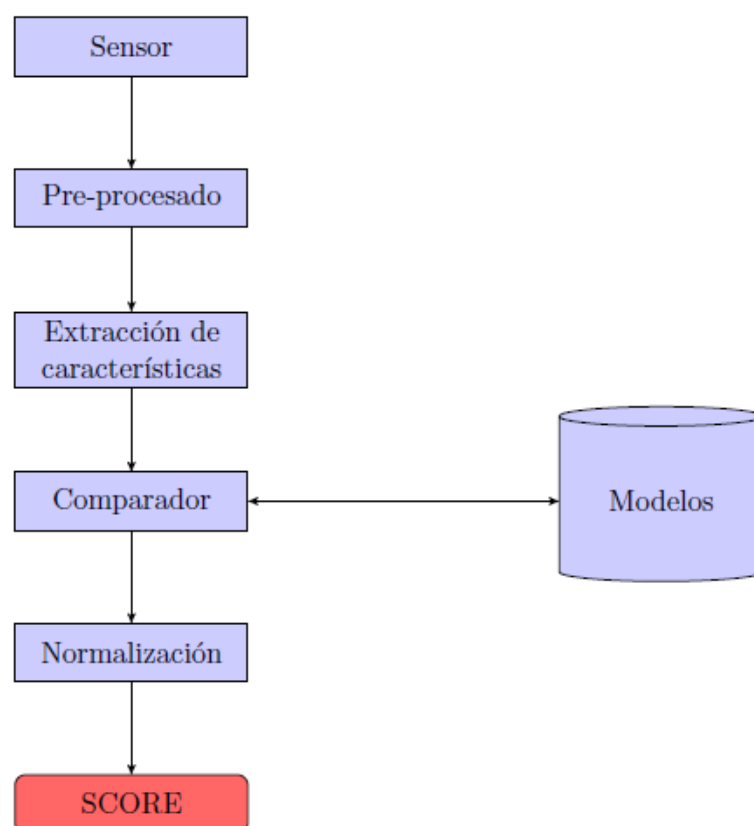 Sensor
Pre-procesado
Extracción de
características
Comparador
Modelos
Normalización
SCORE